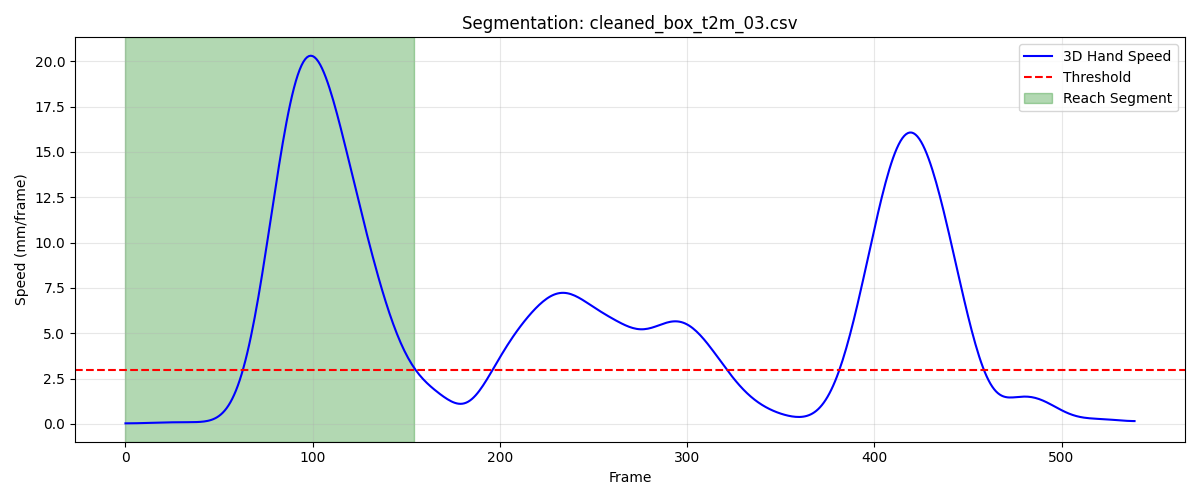 Segmentation: cleaned_box_t2m_03.csv
3D Hand Speed
Threshold
Reach Segment
Speed (mm/frame)
20.0
17.5
15.0
12.5
10.0
7.5
5.0
2.5
0.0
0
100
200
300
400
500
Frame